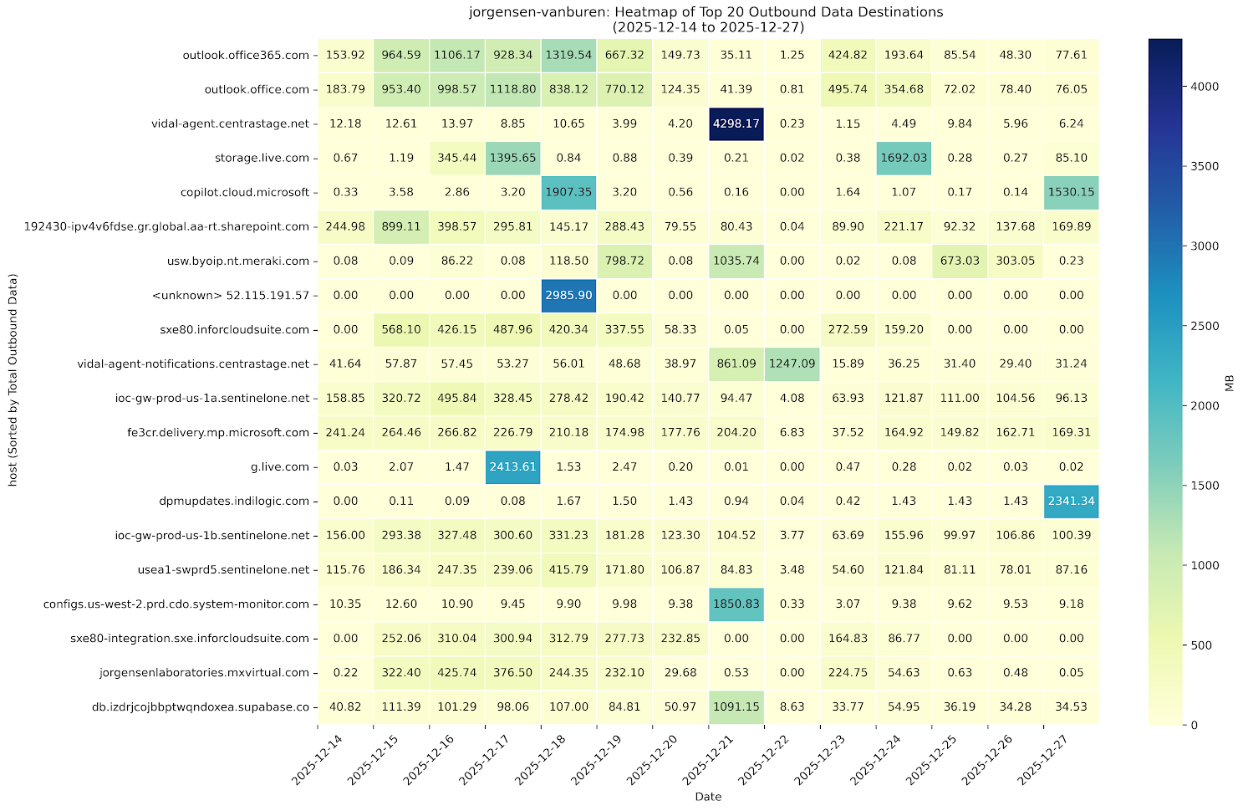 jorgensen-vanburen: Heatmap of Top 20 Outbound Data Destinations
(2025-12-14 to 2025-12-27)
host (Sorted by Total Outbound Data)
outlook.office365.com 153.92 964.59 1106.17 928.34 1319.54 667.32 149.73 35.11 1.25 424.82 193.64 85.54 48.30 77.61
outlook.office.com 183.79 953.40 998.57 1118.80 838.12 770.12 124.35 41.39 0.81 495.74 354.68 72.02 78.40 76.05
vidal-agent.centrastage.net 12.18 12.61 13.97 8.85 10.65 3.99 4.20 4298.17 0.23 1.15 4.49 9.84 5.96 6.24
storage.live.com 0.67 1.19 345.44 1395.65 0.84 0.88 0.39 0.21 0.02 0.38 1692.03 0.28 0.27 85.10
copilot.cloud.microsoft 0.33 3.58 2.86 3.20 1907.35 3.20 0.56 0.16 0.00 1.64 1.07 0.17 0.14 1530.15
192430-ipv4v6fdse.gr.global.aa-rt.sharepoint.com 244.98 899.11 398.57 295.81 145.17 288.43 79.55 80.43 0.04 89.90 221.17 92.32 137.68 169.89
usw.byoip.nt.meraki.com 0.08 0.09 86.22 0.08 118.50 798.72 0.08 1035.74 0.00 0.02 0.08 673.03 303.05 0.23
<unknown> 52.115.191.57 0.00 0.00 0.00 0.00 2985.90 0.00 0.00 0.00 0.00 0.00 0.00 0.00 0.00 0.00
sxe80.inforcloudsuite.com 0.00 568.10 426.15 487.96 420.34 337.55 58.33 0.05 0.00 272.59 159.20 0.00 0.00 0.00
vidal-agent-notifications.centrastage.net 41.64 57.87 57.45 53.27 56.01 48.68 38.97 861.09 1247.09 15.89 36.25 31.40 29.40 31.24
ioc-gw-prod-us-1a.sentinelone.net 158.85 320.72 495.84 328.45 278.42 190.42 140.77 94.47 4.08 63.93 121.87 111.00 104.56 96.13
fe3cr.delivery.mp.microsoft.com 241.24 264.46 266.82 226.79 210.18 174.98 177.76 204.20 6.83 37.52 164.92 149.82 162.71 169.31
g.live.com 0.03 2.07 1.47 2413.61 1.53 2.47 0.20 0.01 0.00 0.47 0.28 0.02 0.03 0.02
dpmupdates.indilogic.com 0.00 0.11 0.09 0.08 1.67 1.50 1.43 0.94 0.04 0.42 1.43 1.43 1.43 2341.34
ioc-gw-prod-us-1b.sentinelone.net 156.00 293.38 327.48 300.60 331.23 181.28 123.30 104.52 3.77 63.69 155.96 99.97 106.86 100.39
usea1-swprd5.sentinelone.net 115.76 186.34 247.35 239.06 415.79 171.80 106.87 84.83 3.48 54.60 121.84 81.11 78.01 87.16
configs.us-west-2.prd.cdo.system-monitor.com 10.35 12.60 10.90 9.45 9.90 9.98 9.38 1850.83 0.33 3.07 9.38 9.62 9.53 9.18
sxe80-integration.sxe.inforcloudsuite.com 0.00 252.06 310.04 300.94 312.79 277.73 232.85 0.00 0.00 164.83 86.77 0.00 0.00 0.00
jorgensenlaboratories.mxvirtual.com 0.22 322.40 425.74 376.50 244.35 232.10 29.68 0.53 0.00 224.75 54.63 0.63 0.48 0.05
db.izdrjcojbbptwqndoxea.supabase.co 40.82 111.39 101.29 98.06 107.00 84.81 50.97 1091.15 8.63 33.77 54.95 36.19 34.28 34.53
2025-12-14 2025-12-15 2025-12-16 2025-12-17 2025-12-18 2025-12-19 2025-12-20 2025-12-21 2025-12-22 2025-12-23 2025-12-24 2025-12-25 2025-12-26 2025-12-27
Date
4000
3500
3000
2500
2000
1500
1000
500
0
MB